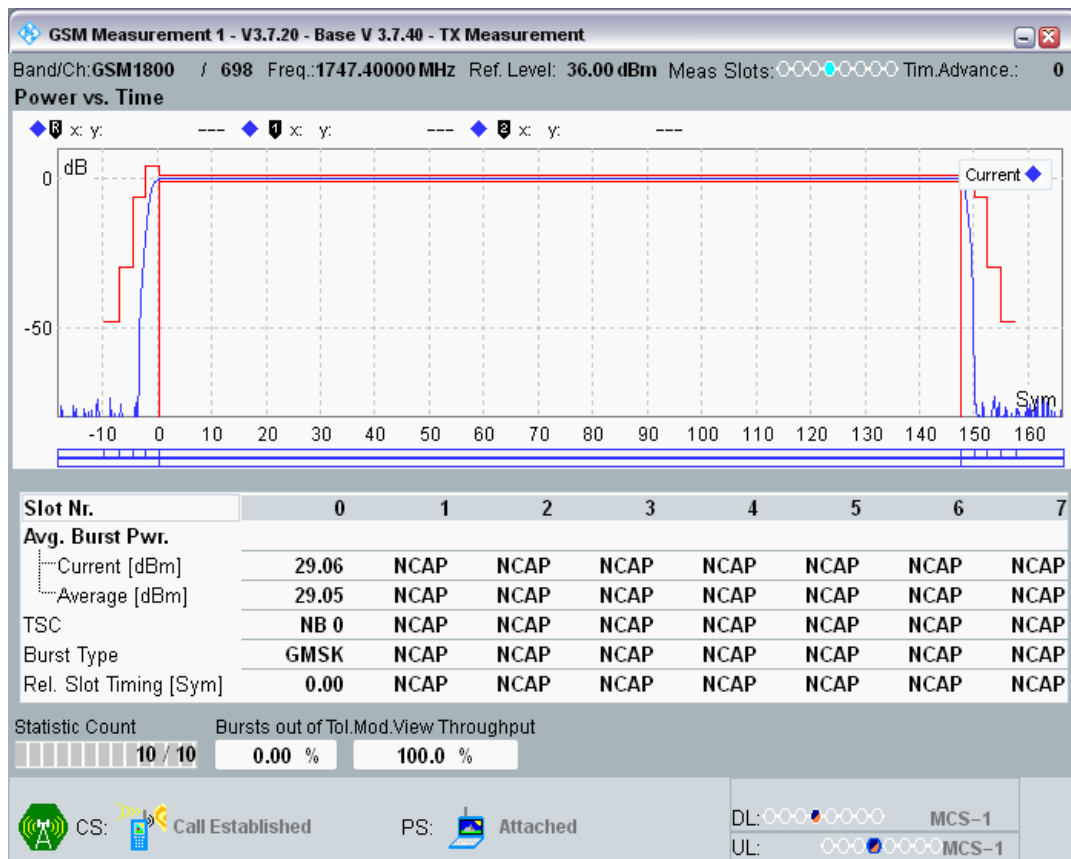 GSM Measurement 1 - V3.7.20 - Base V 3.7.40 - TX Measurement
Band/Ch:GSM1800 / 698 Freq.:1747.40000 MHz Ref. Level: 36.00 dBm Meas Slots: Tim.Advance.: 0
Power vs. Time
R x: y: --- 1 x: y: --- 2 x: y: ---
dB
Current
0
-50
Sym
-10 0 10 20 30 40 50 60 70 80 90 100 110 120 130 140 150 160
Slot Nr. 0 1 2 3 4 5 6 7
Avg. Burst Pwr.
Current [dBm] 29.06 NCAP NCAP NCAP NCAP NCAP NCAP NCAP
Average [dBm] 29.05 NCAP NCAP NCAP NCAP NCAP NCAP NCAP
TSC NB 0 NCAP NCAP NCAP NCAP NCAP NCAP NCAP
Burst Type GMSK NCAP NCAP NCAP NCAP NCAP NCAP NCAP
Rel. Slot Timing [Sym] 0.00 NCAP NCAP NCAP NCAP NCAP NCAP NCAP
Statistic Count Bursts out of Tol.Mod.View Throughput
10 / 10 0.00 % 100.0 %
CS: Call Established PS: Attached DL: MCS-1
UL: MCS-1